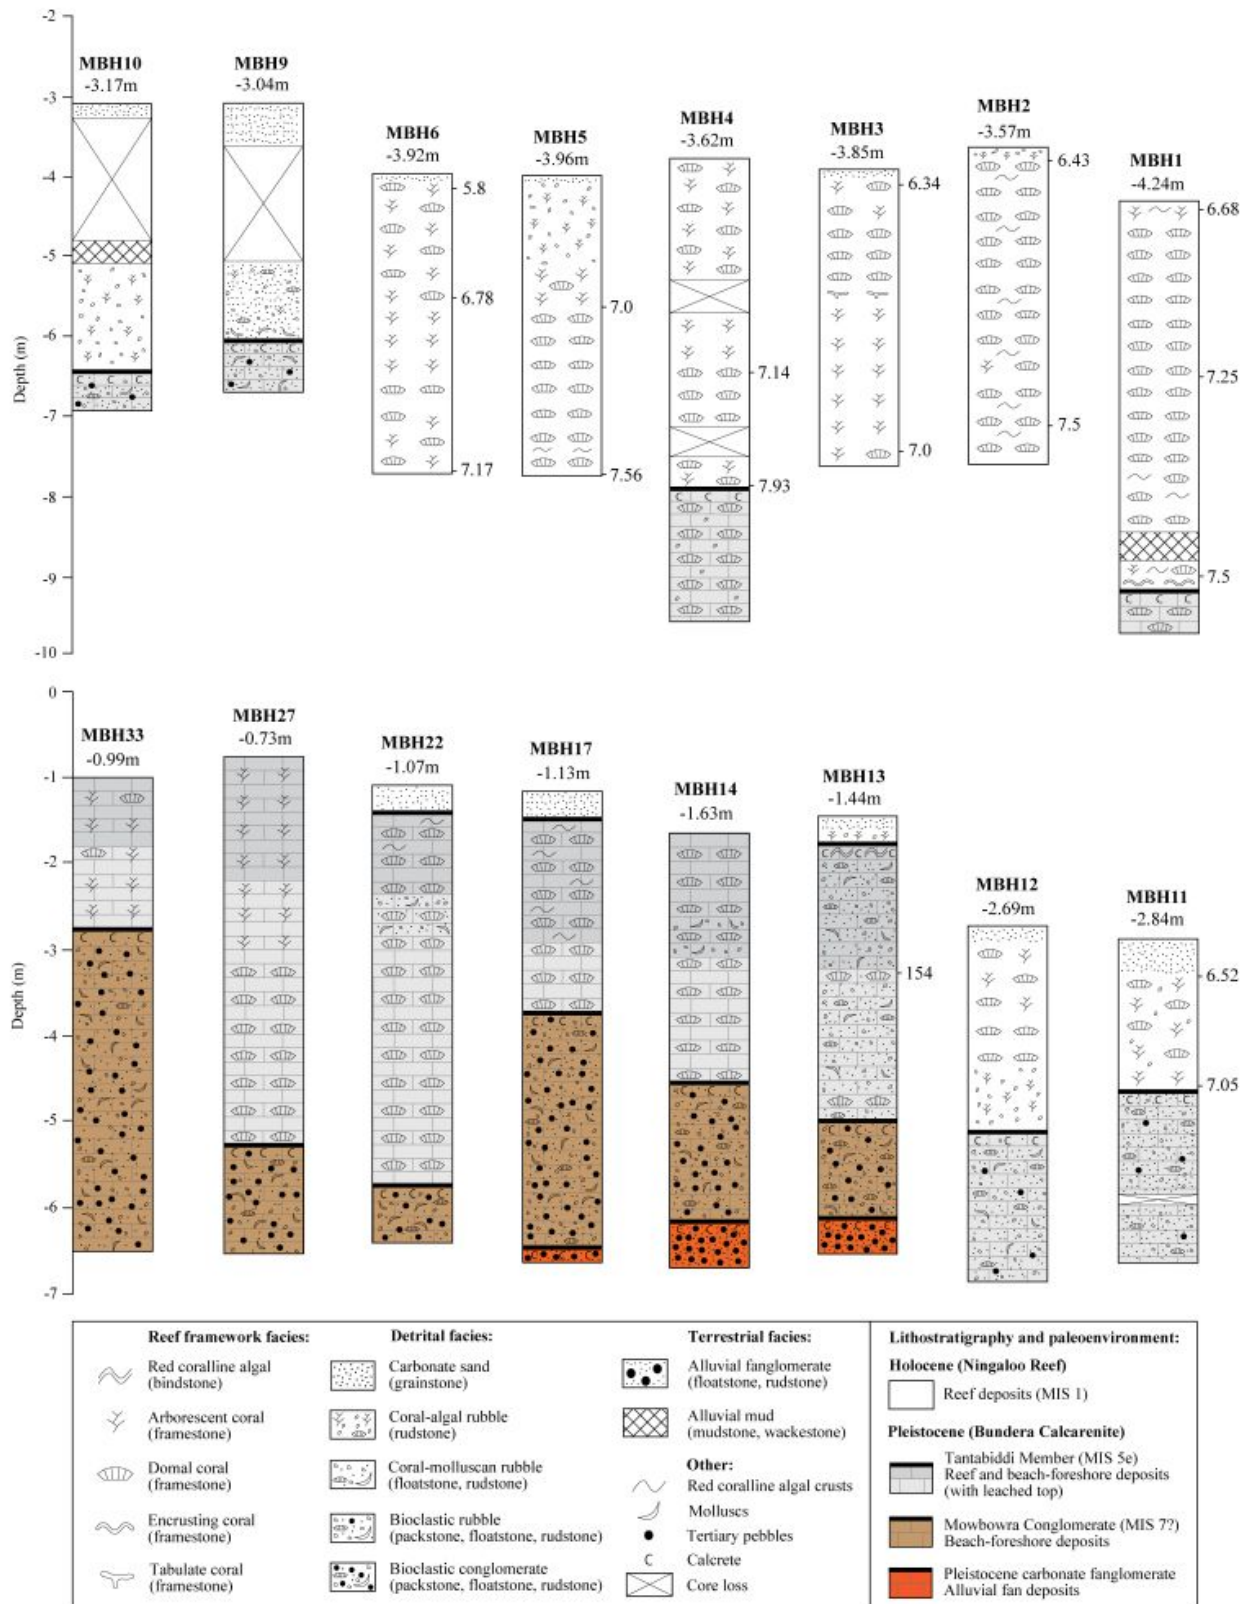 -2
MBH10
-3.17m
MBH9
-3.04m
MBH6
-3.92m
MBH5
-3.96m
MBH4
-3.62m
MBH3
-3.85m
MBH2
-3.57m
MBH1
-4.24m
-3
-4
-5
-6
-7
-8
-9
-10
Depth (m)
C C C
C C C
5.8
6.78
7.17
7.0
7.56
7.14
7.93
C C C
6.34
7.0
6.43
7.5
6.68
7.25
7.5
C C C
0
MBH33
-0.99m
MBH27
-0.73m
MBH22
-1.07m
MBH17
-1.13m
MBH14
-1.63m
MBH13
-1.44m
MBH12
-2.69m
MBH11
-2.84m
-1
-2
-3
-4
-5
-6
-7
Depth (m)
154
6.52
7.05
Reef framework facies:
Red coralline algal
(bindstone)
Arborescent coral
(framestone)
Domal coral
(framestone)
Encrusting coral
(framestone)
Tabulate coral
(framestone)
Detrital facies:
Carbonate sand
(grainstone)
Coral-algal rubble
(rudstone)
Coral-molluscan rubble
(floatstone, rudstone)
Bioclastic rubble
(packstone, floatstone, rudstone)
Bioclastic conglomerate
(packstone, floatstone, rudstone)
Terrestrial facies:
Alluvial fanglomerate
(floatstone, rudstone)
Alluvial mud
(mudstone, wackestone)
Other:
Red coralline algal crusts
Molluscs
Tertiary pebbles
C Calcrete
Core loss
Lithostratigraphy and paleoenvironment:
Holocene (Ningaloo Reef)
Reef deposits (MIS 1)
Pleistocene (Bundera Calcarenite)
Tantabiddi Member (MIS 5e)
Reef and beach-foreshore deposits
(with leached top)
Mowbowra Conglomerate (MIS 7?)
Beach-foreshore deposits
Pleistocene carbonate fanglomerate
Alluvial fan deposits